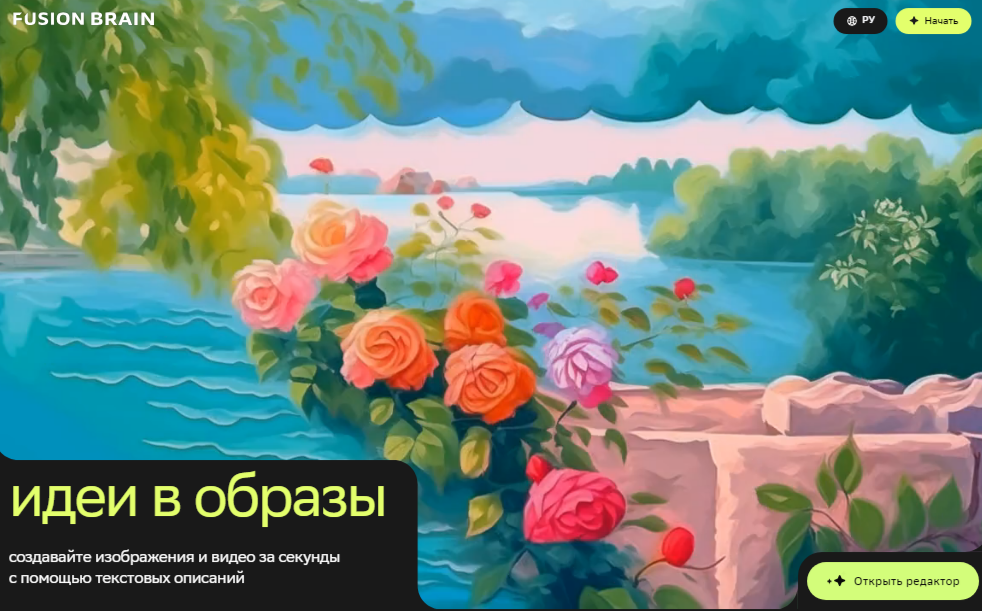 FUSION BRAIN
РУ
Начать
идеи в образы
создавайте изображения и видео за секунды
с помощью текстовых описаний
Открыть редактор